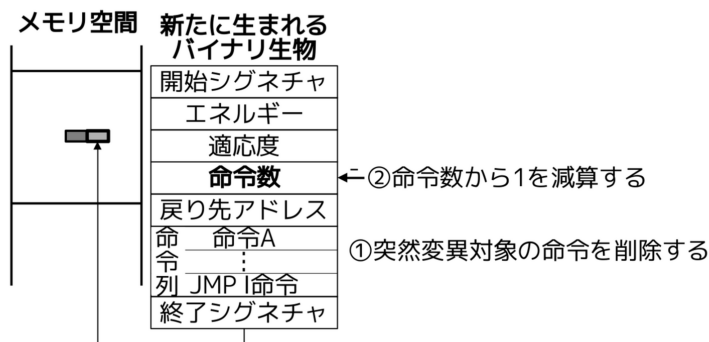 メモリ空間
新たに生まれる
バイナリ生物
開始シグネチャ
エネルギー
適応度
命令数
②命令数から1を減算する
戻り先アドレス
命令列
命令A
⋮
JMP I命令
①突然変異対象の命令を削除する
終了シグネチャ